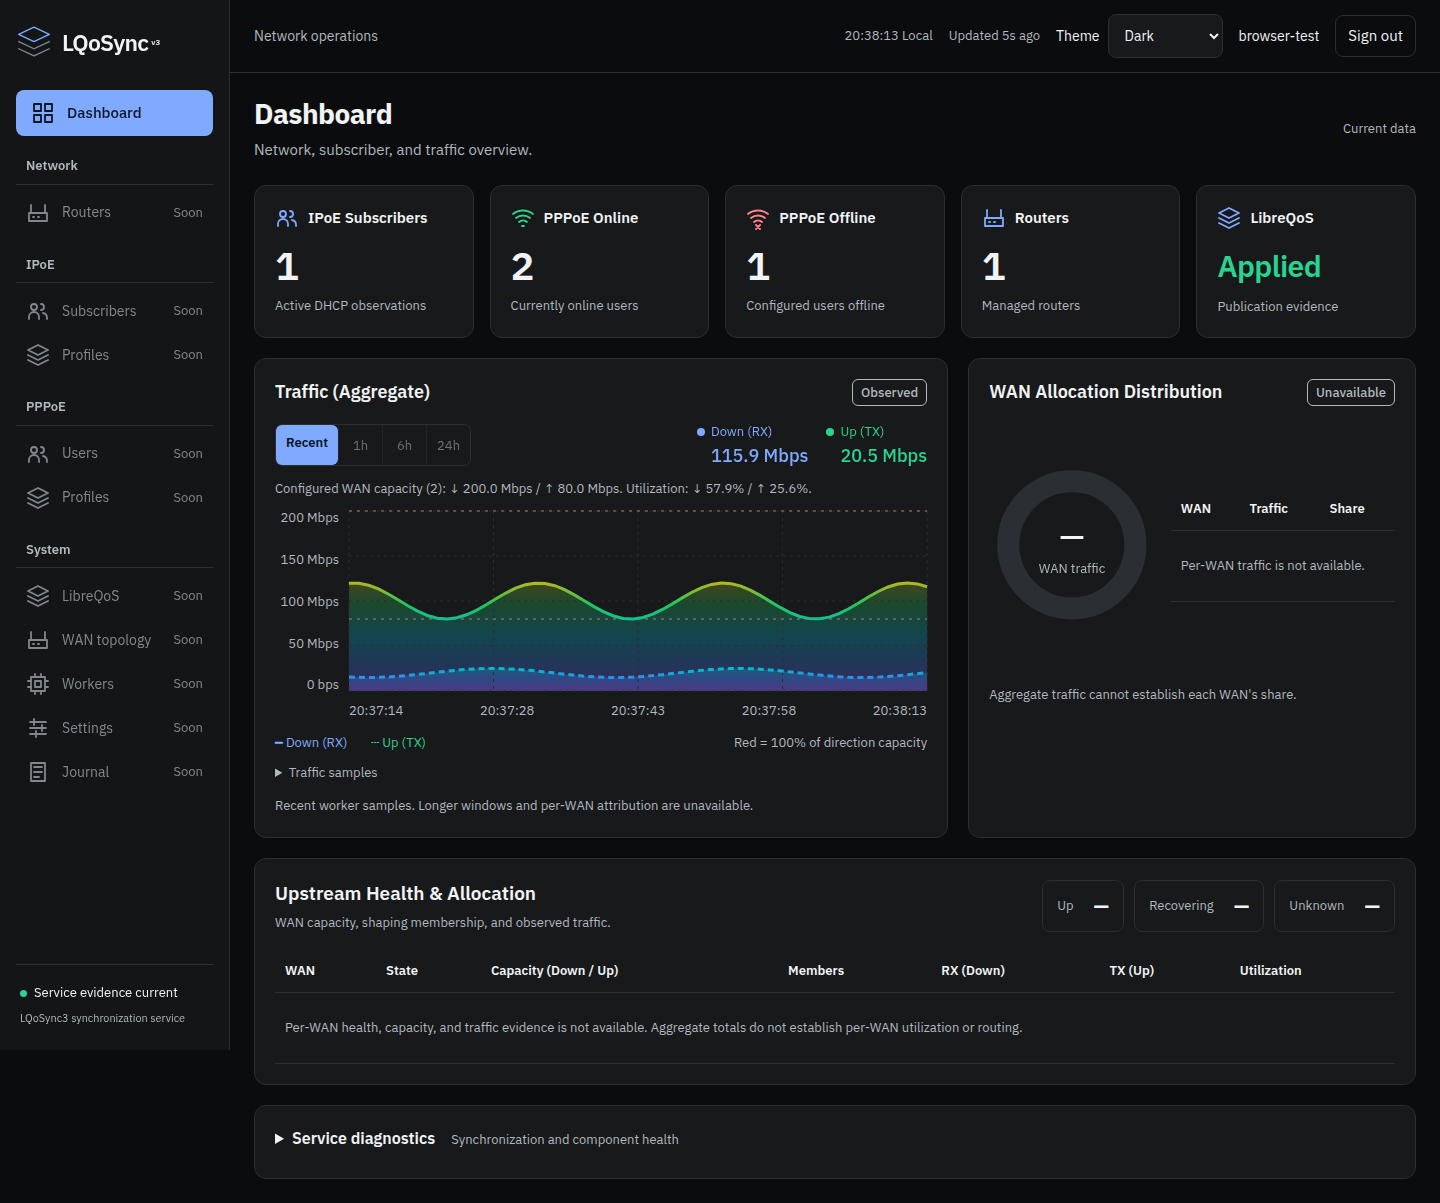 LQoSync v3
Network operations
20:38:13 Local
Updated 5s ago
Theme
Dark
browser-test
Sign out
Dashboard
Network
Routers Soon
IPoE
Subscribers Soon
Profiles Soon
PPPoE
Users Soon
Profiles Soon
System
LibreQoS Soon
WAN topology Soon
Workers Soon
Settings Soon
Journal Soon
Service evidence current
LQoSync3 synchronization service
Dashboard
Network, subscriber, and traffic overview.
Current data
IPoE Subscribers
1
Active DHCP observations
PPPoE Online
2
Currently online users
PPPoE Offline
1
Configured users offline
Routers
1
Managed routers
LibreQoS
Applied
Publication evidence
Traffic (Aggregate)
Observed
Recent 1h 6h 24h
Down (RX)
115.9 Mbps
Up (TX)
20.5 Mbps
Configured WAN capacity (2): ↓ 200.0 Mbps / ↑ 80.0 Mbps. Utilization: ↓ 57.9% / ↑ 25.6%.
200 Mbps
150 Mbps
100 Mbps
50 Mbps
0 bps
20:37:14 20:37:28 20:37:43 20:37:58 20:38:13
Down (RX) Up (TX)
Red = 100% of direction capacity
Traffic samples
Recent worker samples. Longer windows and per-WAN attribution are unavailable.
WAN Allocation Distribution
Unavailable
—
WAN traffic
WAN Traffic Share
Per-WAN traffic is not available.
Aggregate traffic cannot establish each WAN's share.
Upstream Health & Allocation
WAN capacity, shaping membership, and observed traffic.
Up —
Recovering —
Unknown —
WAN State Capacity (Down / Up) Members RX (Down) TX (Up) Utilization
Per-WAN health, capacity, and traffic evidence is not available. Aggregate totals do not establish per-WAN utilization or routing.
Service diagnostics Synchronization and component health